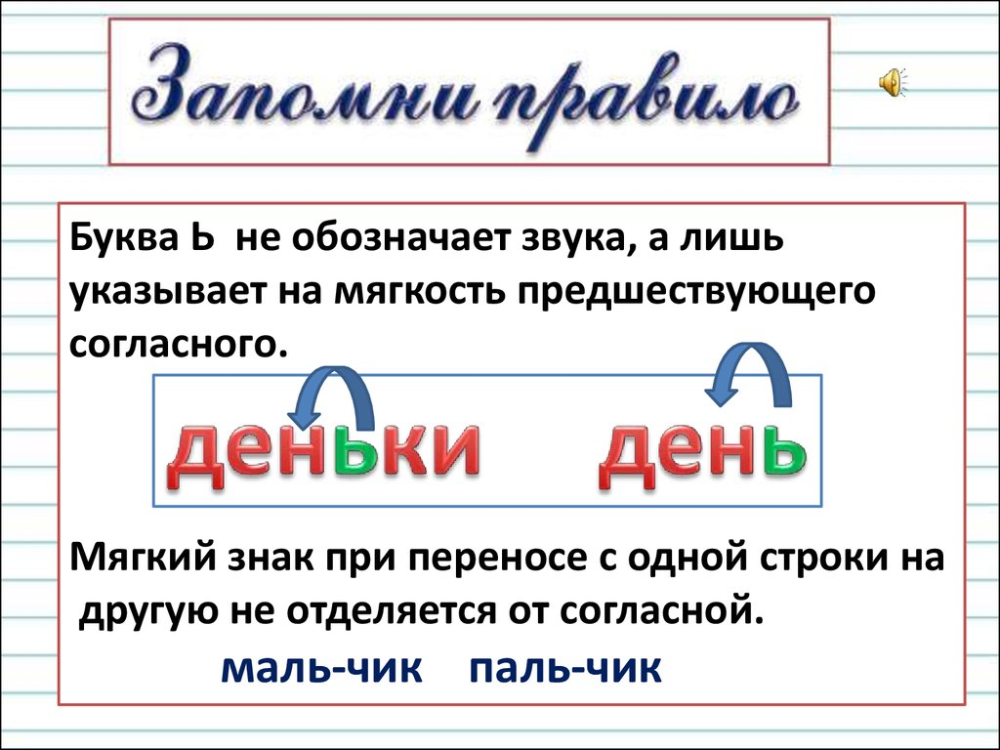 Запомни правило
Буква Ь не обозначает звука, а лишь
указывает на мягкость предшествующего
согласного.
деньки день
Мягкий знак при переносе с одной строки на
другую не отделяется от согласной.
маль-чик паль-чик